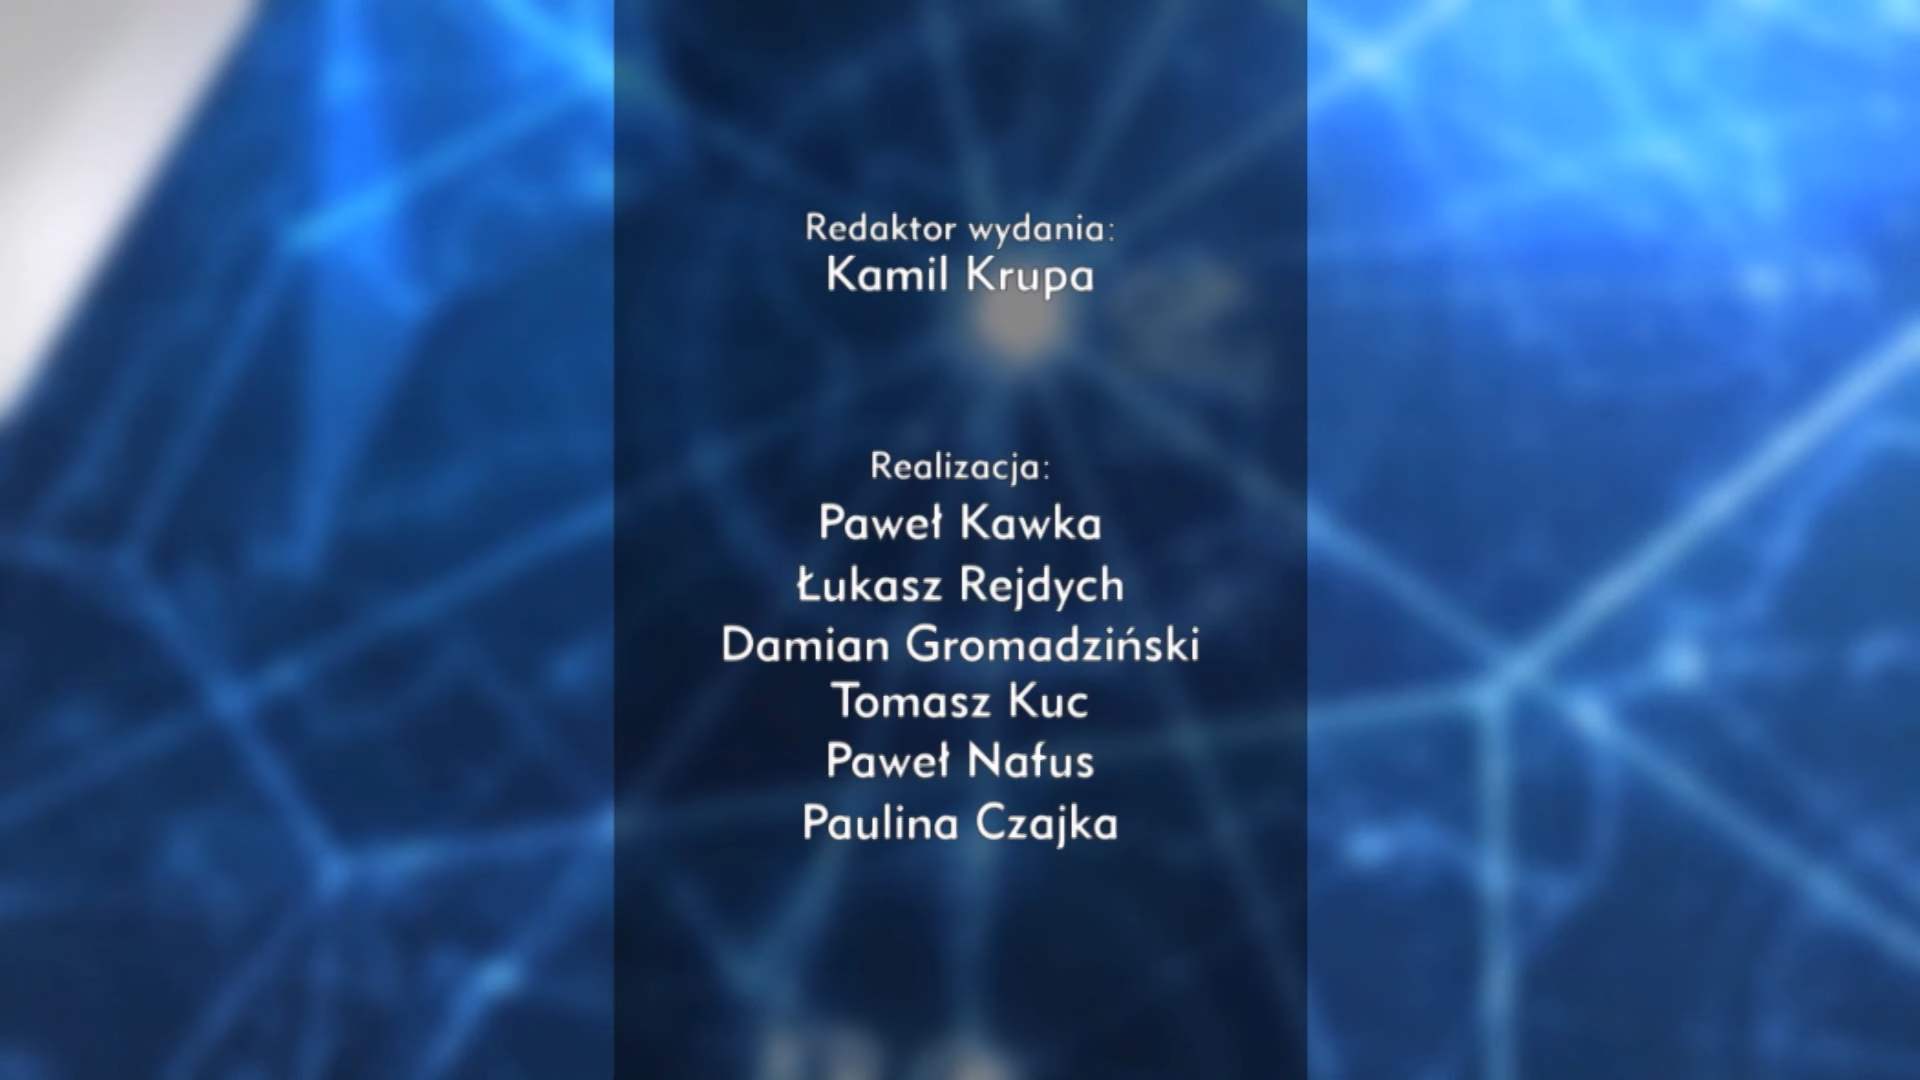 Redaktor wydania:
Kamil Krupa
Realizacja:
Paweł Kawka
Łukasz Rejdych
Damian Gromadziński
Tomasz Kuc
Paweł Nafus
Paulina Czajka